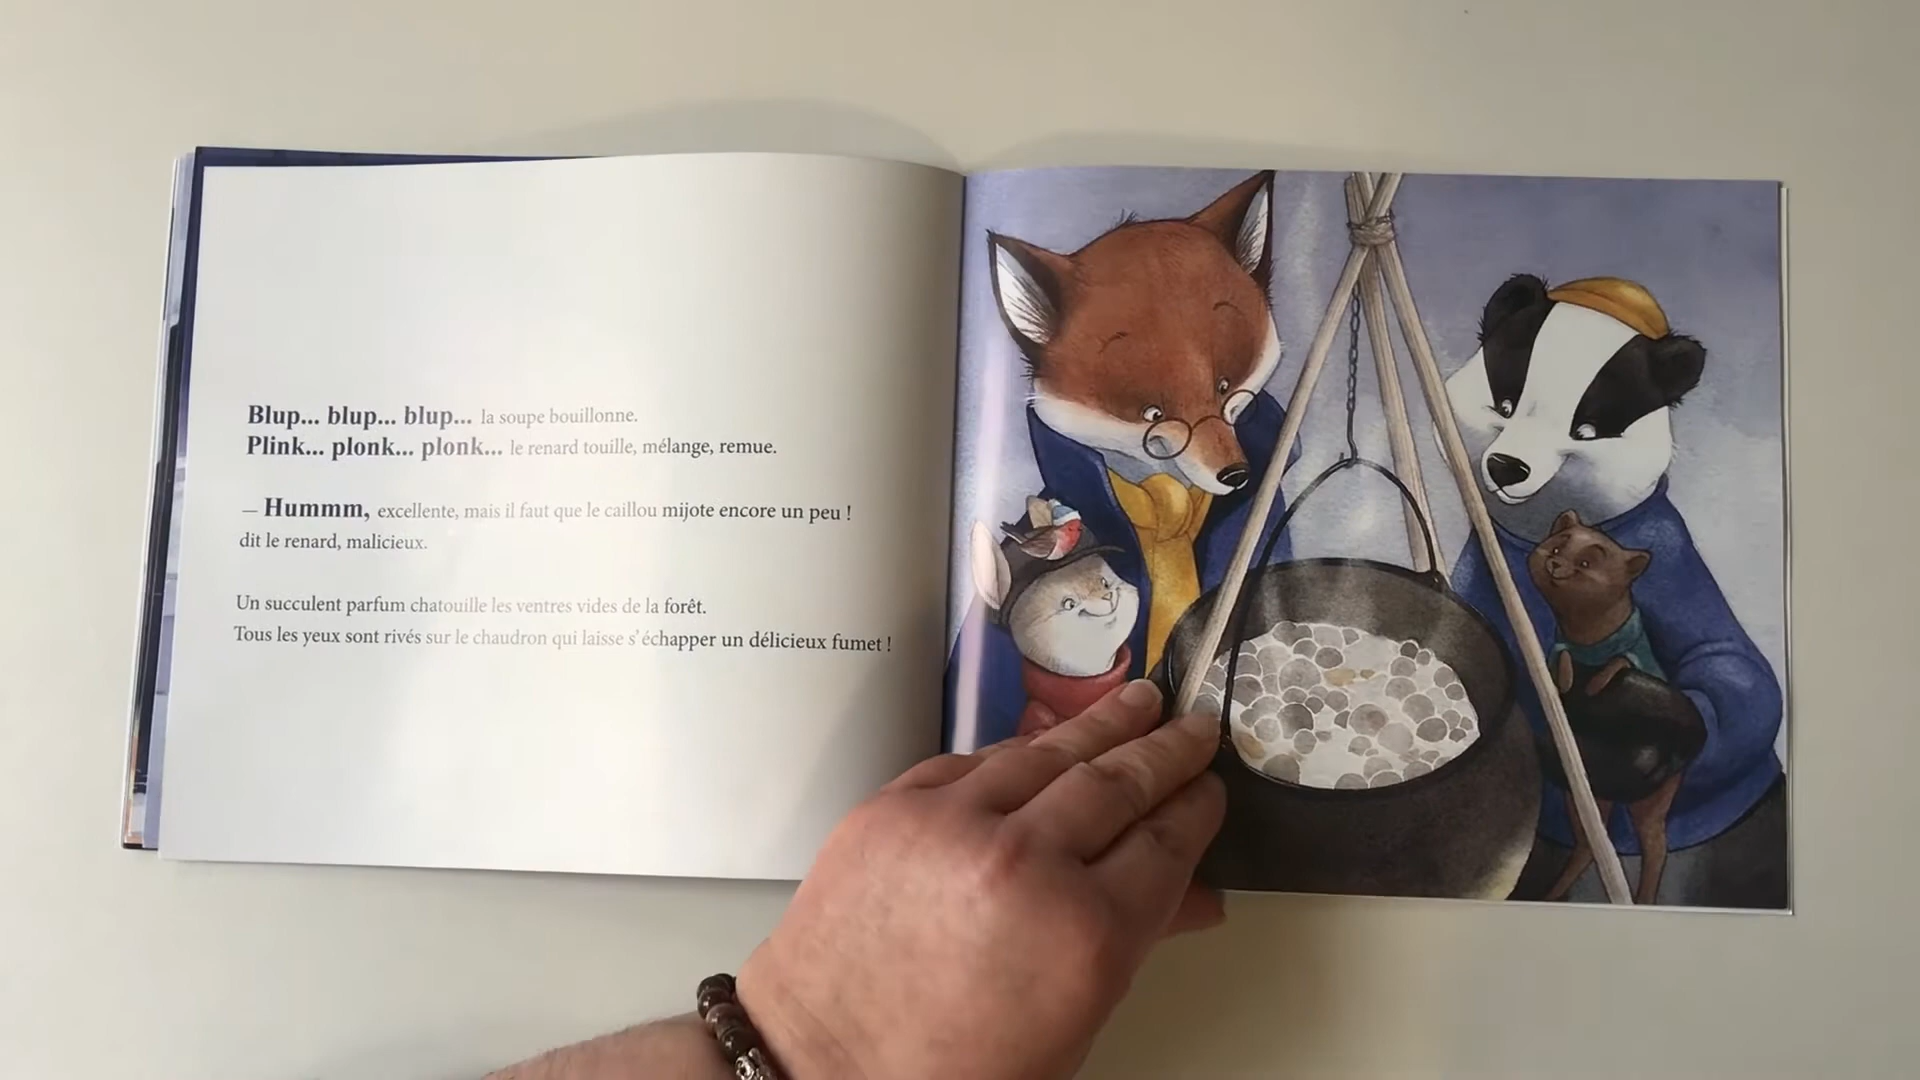 Blup... blup... blup... la soupe bouillonne.
Plink... plonk... plonk... le renard touille, mélange, remue.
– Hummm, excellente, mais il faut que le caillou mijote encore un peu !
dit le renard, malicieux.
Un succulent parfum chatouille les ventres vides de la forêt.
Tous les yeux sont rivés sur le chaudron qui laisse s'échapper un délicieux fumet !